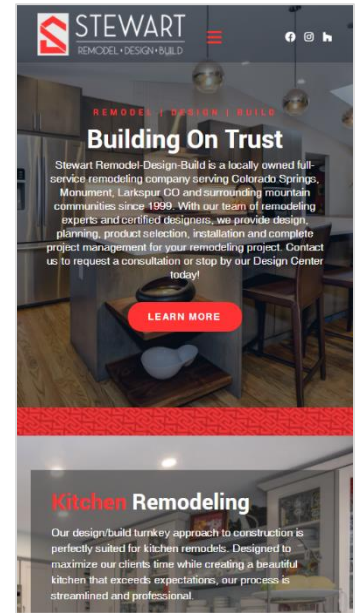 STEWART
REMODEL•DESIGN•BUILD
REMODEL | DESIGN | BUILD
Building On Trust
Stewart Remodel-Design-Build is a locally owned full-
service remodeling company serving Colorado Springs,
Monument, Larkspur CO and surrounding mountain
communities since 1999. With our team of remodeling
experts and certified designers, we provide design,
planning, product selection, installation and complete
project management for your remodeling project. Contact
us to request a consultation or stop by our Design Center
today!
LEARN MORE
Kitchen Remodeling
Our design/build turnkey approach to construction is
perfectly suited for kitchen remodels. Designed to
maximize our clients time while creating a beautiful
kitchen that exceeds expectations, our process is
streamlined and professional.